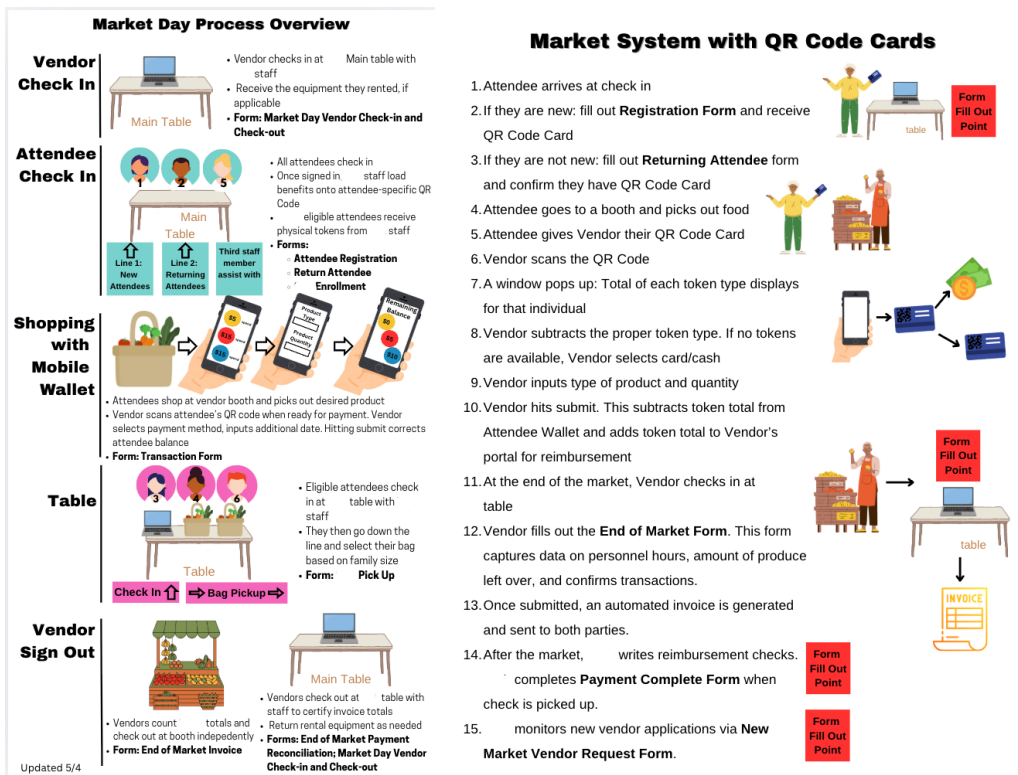 Market Day Process Overview
Vendor
Check In
Main Table
Vendor checks in at Main table with
staff
Receive the equipment they rented, if
applicable
Form: Market Day Vendor Check-in and
Check-out
Attendee
Check In
1 2 5
Main
Table
Line 1:
New
Attendees
Line 2:
Returning
Attendees
Third staff
member
assist with
All attendees check in
Once signed in staff load
benefits onto attendee-specific QR
Code
eligible attendees receive
physical tokens from staff
Forms:
Attendee Registration
Return Attendee
Enrollment
Shopping
with
Mobile
Wallet
$5
$15
$15
Product
Type
Product
Quantity
Remaining
Balance
$0
$5
$10
Attendees shop at vendor booth and picks out desired product
Vendor scans attendee's QR code when ready for payment. Vendor
selects payment method, inputs additional date. Hitting submit corrects
attendee balance
Form: Transaction Form
Table
3 4 6
Table
Check In
Bag Pickup
Eligible attendees check
in at table with
staff
They then go down the
line and select their bag
based on family size
Form: Pick Up
Vendor
Sign Out
Vendors count totals and
check out at booth indepedently
Form: End of Market Invoice
Main Table
Vendors check out at table with
staff to certify invoice totals
Return rental equipment as needed
Forms: End of Market Payment
Reconciliation; Market Day Vendor
Check-in and Check-out
Updated 5/4
Market System with QR Code Cards
1. Attendee arrives at check in
2. If they are new: fill out Registration Form and receive
QR Code Card
3. If they are not new: fill out Returning Attendee form
and confirm they have QR Code Card
4. Attendee goes to a booth and picks out food
5. Attendee gives Vendor their QR Code Card
6. Vendor scans the QR Code
7. A window pops up: Total of each token type displays
for that individual
8. Vendor subtracts the proper token type. If no tokens
are available, Vendor selects card/cash
9. Vendor inputs type of product and quantity
10. Vendor hits submit. This subtracts token total from
Attendee Wallet and adds token total to Vendor's
portal for reimbursement
11. At the end of the market, Vendor checks in at
table
12. Vendor fills out the End of Market Form. This form
captures data on personnel hours, amount of produce
left over, and confirms transactions.
13. Once submitted, an automated invoice is generated
and sent to both parties.
14. After the market, writes reimbursement checks.
completes Payment Complete Form when
check is picked up.
15. monitors new vendor applications via New
Market Vendor Request Form.
table
Form
Fill Out
Point
Form
Fill Out
Point
table
INVOICE
Form
Fill Out
Point
Form
Fill Out
Point